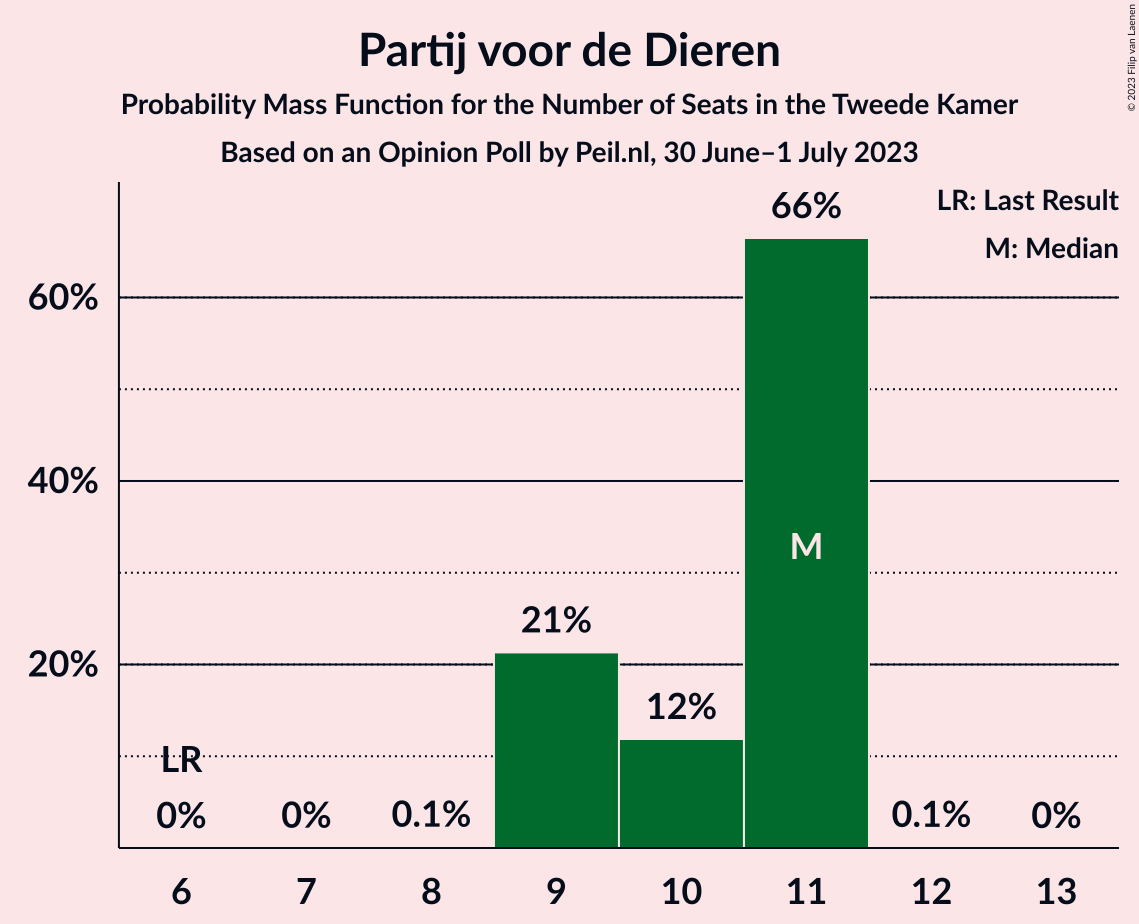 Partij voor de Dieren
Probability Mass Function for the Number of Seats in the Tweede Kamer
Based on an Opinion Poll by Peil.nl, 30 June–1 July 2023
© 2023 Filip van Laenen
LR: Last Result
M: Median
66%
60%
40%
M
21%
20%
12%
LR
0%
0%
0.1%
0.1%
0%
6 7 8 9 10 11 12 13